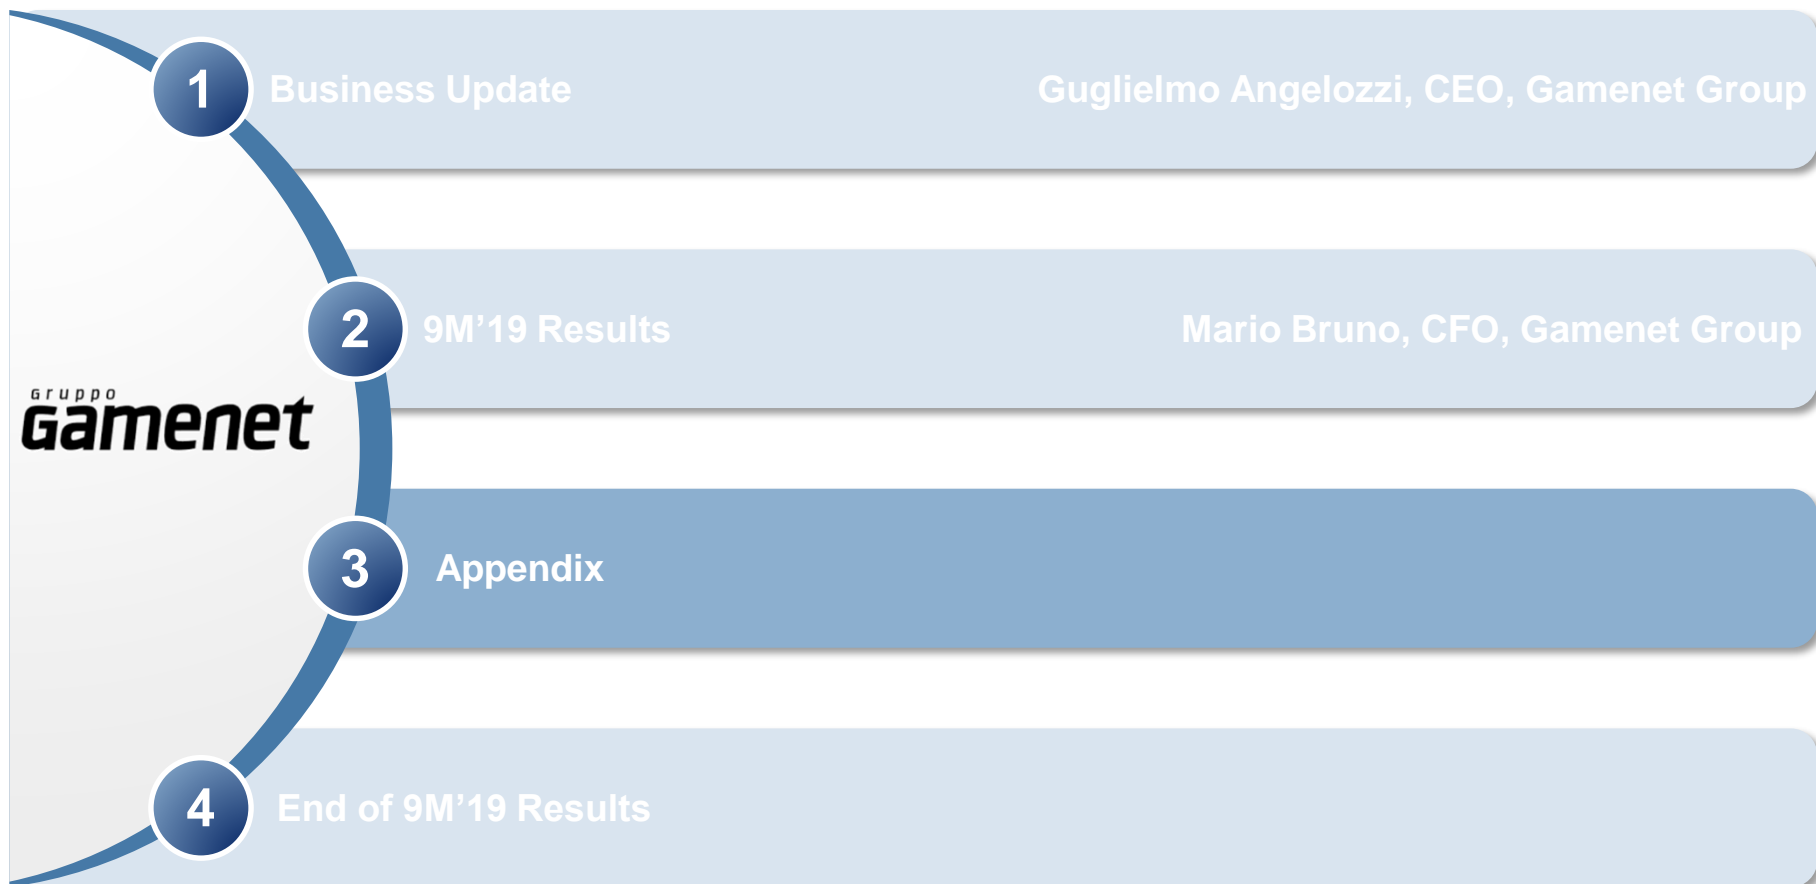 1 Business Update Guglielmo Angelozzi, CEO, Gamenet Group
2 9M’19 Results Mario Bruno, CFO, Gamenet Group
Gruppo
Gamenet
3 Appendix
4 End of 9M’19 Results